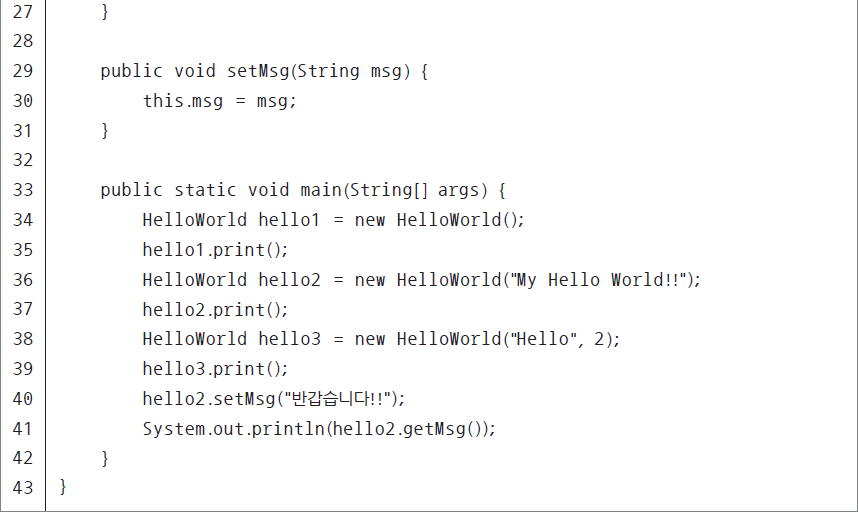 27     }
28
29     public void setMsg(String msg) {
30         this.msg = msg;
31     }
32
33     public static void main(String[] args) {
34         HelloWorld hello1 = new HelloWorld();
35         hello1.print();
36         HelloWorld hello2 = new HelloWorld("My Hello World!!");
37         hello2.print();
38         HelloWorld hello3 = new HelloWorld("Hello", 2);
39         hello3.print();
40         hello2.setMsg("반갑습니다!!");
41         System.out.println(hello2.getMsg());
42     }
43 }